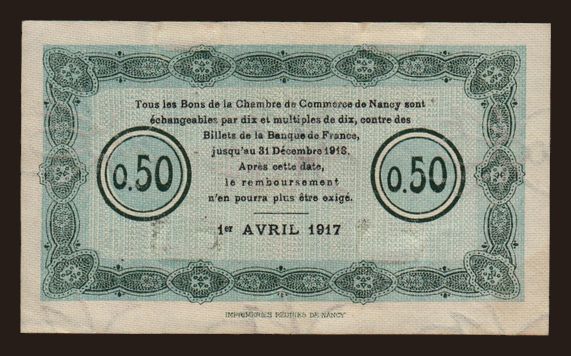 Tous les Bons de la Chambre de Commerce de Nancy sont
échangeables par dix et multiples de dix, contre des
Billets de la Banque de France,
jusqu'au 31 Décembre 1918.
Après cette date,
le remboursement
n'en pourra plus être exigé.
0.50
0.50
1er AVRIL 1917
IMPRIMERIES RÉUNIES DE NANCY